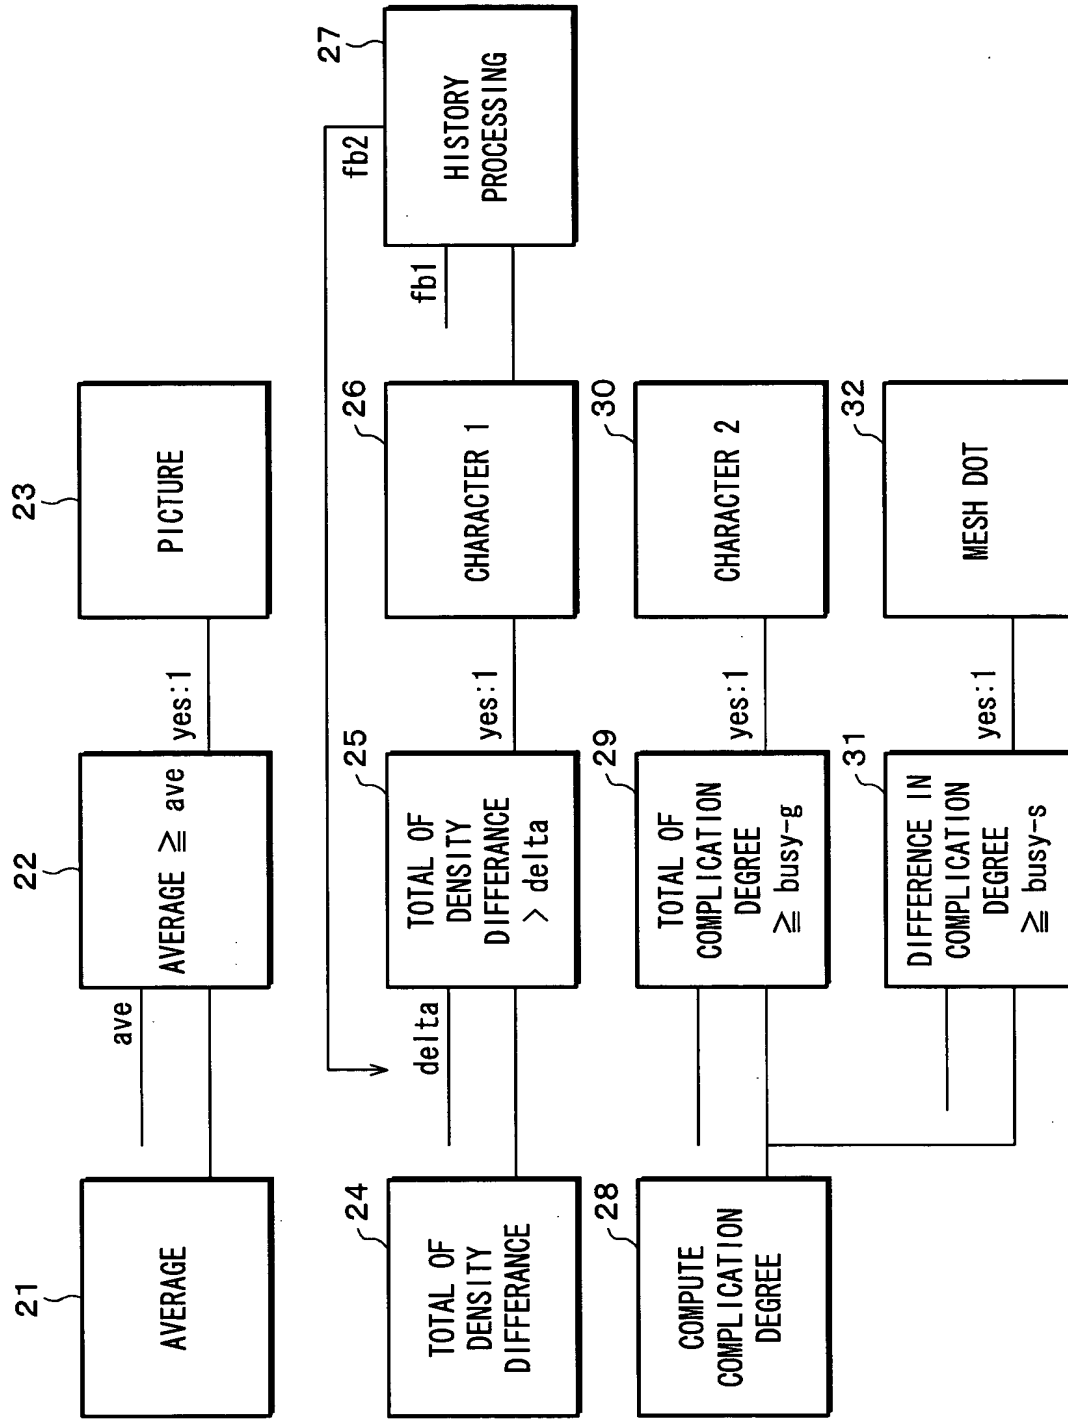 21
AVERAGE
ave
22
AVERAGE ≧ ave
yes:1
23
PICTURE
24
TOTAL OF
DENSITY
DIFFERANCE
delta
25
TOTAL OF
DENSITY
DIFFERANCE
> delta
yes:1
26
CHARACTER 1
fb1
fb2
27
HISTORY
PROCESSING
28
COMPUTE
COMPLICATION
DEGREE
29
TOTAL OF
COMPLICATION
DEGREE
≧ busy-g
yes:1
30
CHARACTER 2
31
DIFFERENCE IN
COMPLICATION
DEGREE
≧ busy-s
yes:1
32
MESH DOT